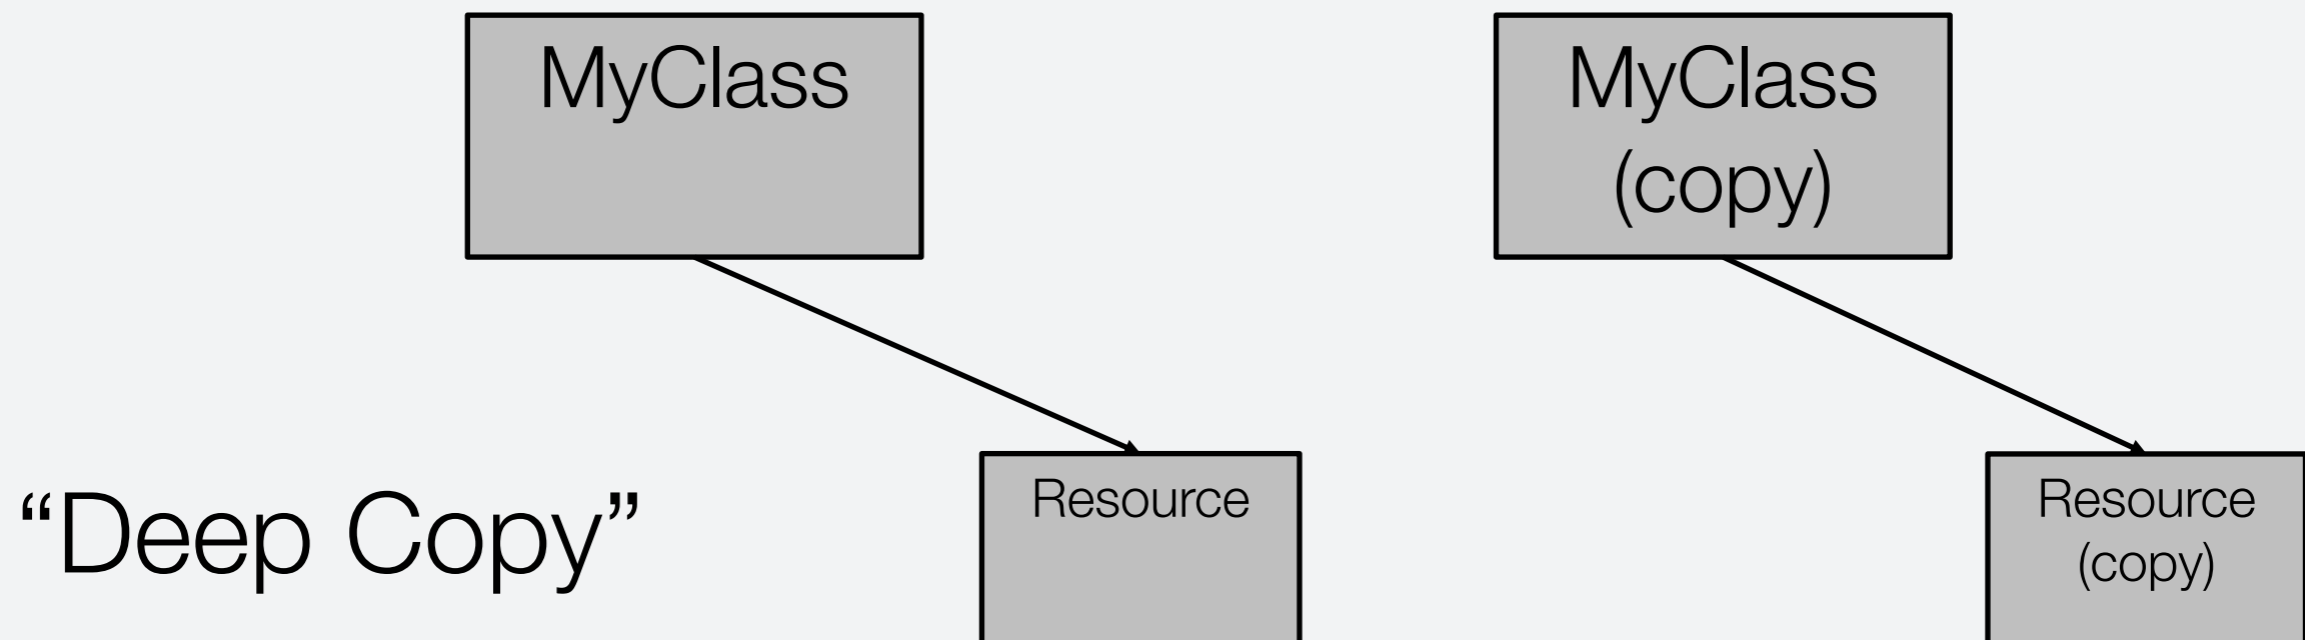 MyClass
MyClass
(copy)
“Deep Copy”
Resource
Resource
(copy)